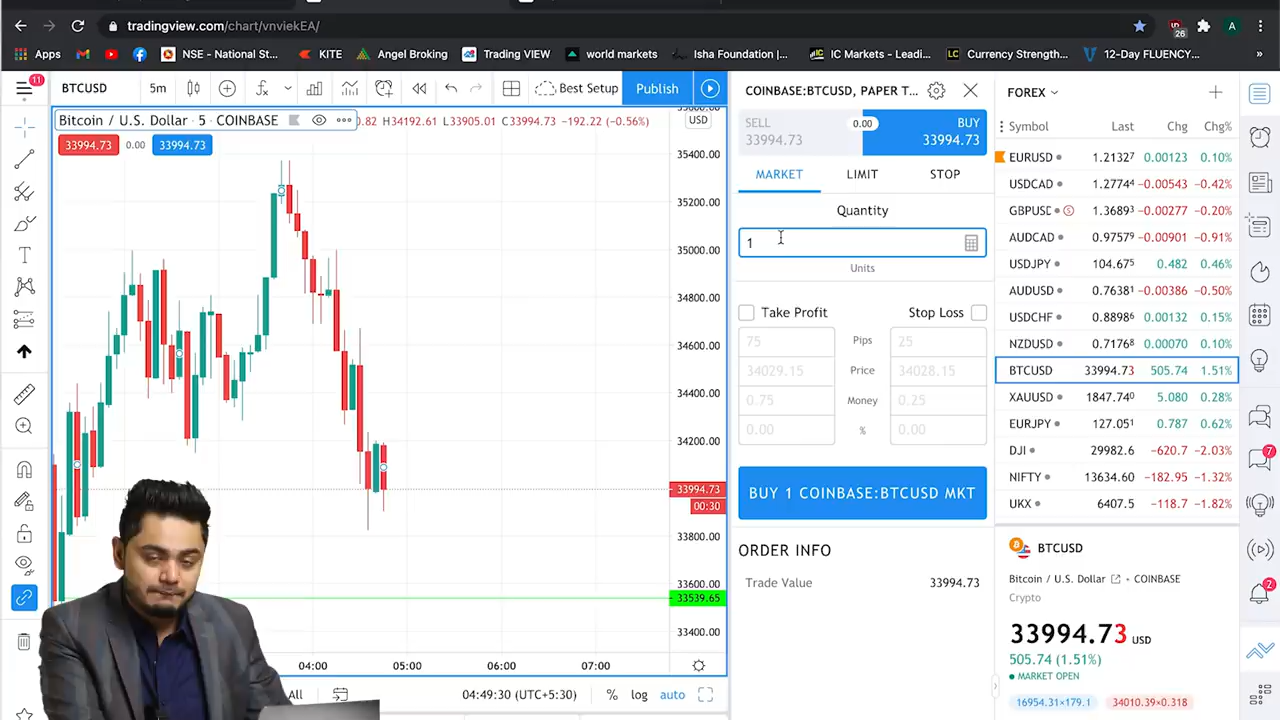 tradingview.com/chart/vnviekEA/
26
A
Apps
NSE - National St...
KITE
Angel Broking
Trading VIEW
world markets
Isha Foundation |...
IC Markets - Leadi...
Currency Strength...
12-Day FLUENCY...
»
11
BTCUSD
5m
Best Setup
Publish
Bitcoin / U.S. Dollar · 5 · COINBASE
.82 H34192.61 L33905.01 C33994.73 -192.22 (-0.56%)
USD
33994.73
0.00
33994.73
35400.00
35200.00
35000.00
34800.00
34600.00
34400.00
34200.00
33994.73
00:30
33800.00
33600.00
33539.65
33400.00
04:00
05:00
06:00
07:00
All
04:49:30 (UTC+5:30)
%
log
auto
COINBASE:BTCUSD, PAPER T...
SELL
33994.73
0.00
BUY
33994.73
MARKET
LIMIT
STOP
Quantity
1
Units
Take Profit
Stop Loss
75
Pips
25
34029.15
Price
34028.15
0.75
Money
0.25
0.00
%
0.00
BUY 1 COINBASE:BTCUSD MKT
ORDER INFO
Trade Value
33994.73
FOREX
Symbol Last Chg Chg%
EURUSD 1.21327 0.00123 0.10%
USDCAD 1.27744 -0.00543 -0.42%
GBPUSD 1.36893 -0.00277 -0.20%
AUDCAD 0.97579 -0.00901 -0.91%
USDJPY 104.675 0.482 0.46%
AUDUSD 0.76381 -0.00386 -0.50%
USDCHF 0.88986 0.00132 0.15%
NZDUSD 0.71768 0.00070 0.10%
BTCUSD 33994.73 505.74 1.51%
XAUUSD 1847.740 5.080 0.28%
EURJPY 127.051 0.787 0.62%
DJI 29982.6 -620.7 -2.03%
NIFTY 13634.60 -182.95 -1.32%
UKX 6407.5 -118.7 -1.82%
BTCUSD
Bitcoin / U.S. Dollar • COINBASE
Crypto
33994.73 USD
505.74 (1.51%)
MARKET OPEN
16954.31×179.1
34010.39×0.318
7
2